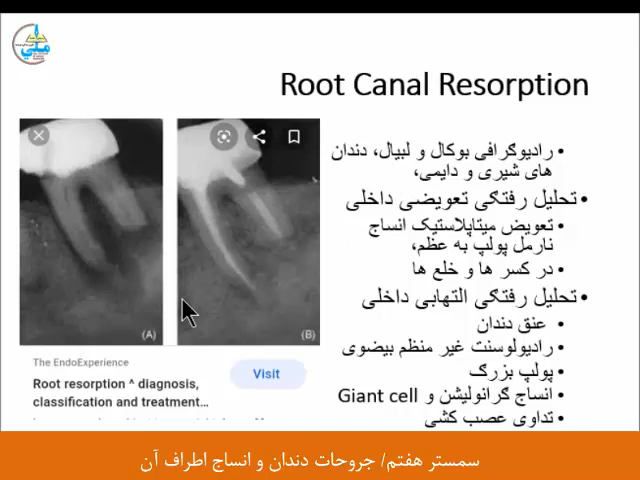 ملی
Root Canal Resorption
رادیوگرافی بوکال و لبیال، دندان
های شیری و دایمی،
تحلیل رفتگی تعویضی داخلی
تعویض میتاپلاستیک انساج
نارمل پولپ به عظم،
در کسر ها و خلع ها
تحلیل رفتگی التهابی داخلی
عنق دندان
رادیولوسنت غیر منظم بیضوی
پولپ بزرگ
انساج گرانولیشن و Giant cell
تداوی عصب کشی
(A)
(B)
The EndoExperience
Root resorption ^ diagnosis,
classification and treatment...
Visit
سمستر هفتم/ جروحات دندان و انساج اطراف آن